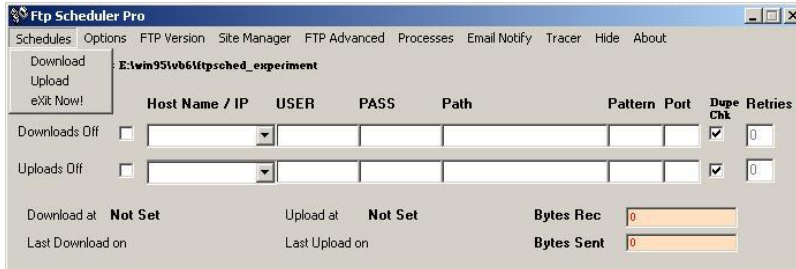 Ftp Scheduler Pro
Schedules Options FTP Version Site Manager FTP Advanced Processes Email Notify Tracer Hide About
Download
E:\win95\vb6\ftpsched_experiment
Upload
eXit Now!
Host Name / IP USER PASS Path Pattern Port Dupe Chk Retries
Downloads Off 0
Uploads Off 0
Download at Not Set Upload at Not Set Bytes Rec 0
Last Download on Last Upload on Bytes Sent 0